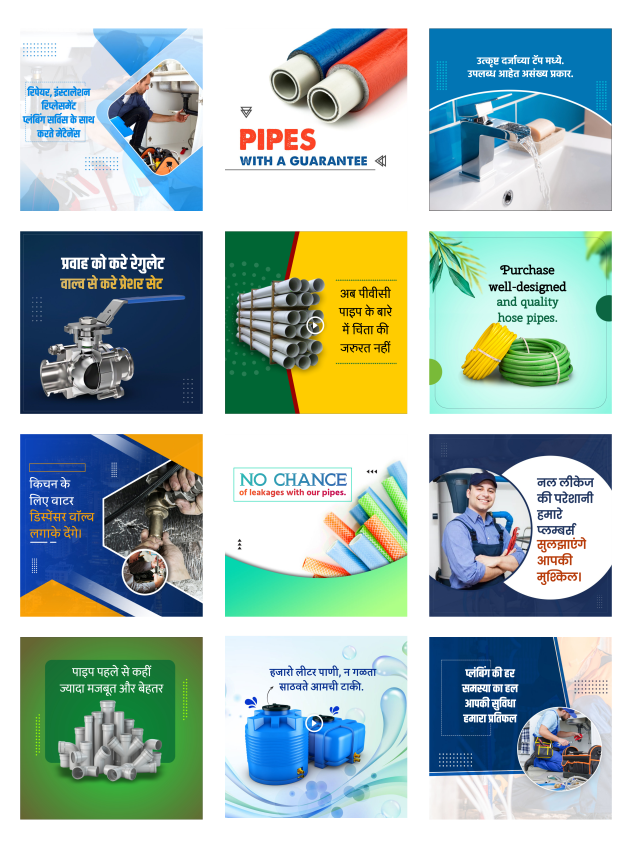 रिपेयर, इंस्टालेशन
रिप्लेसमेंट
प्लंबिंग सर्विस के साथ
करते मेंटेनेंस
PIPES
WITH A GUARANTEE
उत्कृष्ट दर्जाच्या टॅप मध्ये.
उपलब्ध आहेत असंख्य प्रकार.
प्रवाह को करे रेगुलेट
वाल्व से करे प्रेशर सेट
अब पीवीसी
पाइप के बारे
में चिंता की
जरुरत नहीं
Purchase
well-designed
and quality
hose pipes.
किचन के
लिए वाटर
डिस्पेंसर वॉल्व
लगाके देंगे।
NO CHANCE
of leakages with our pipes.
नल लीकेज
की परेशानी
हमारे
प्लम्बर्स
सुलझाएंगे
आपकी
मुश्किल।
पाइप पहले से कहीं
ज्यादा मजबूत और बेहतर
हजारो लीटर पाणी, न गळता
साठवते आमची टाकी.
प्लंबिंग की हर
समस्या का हल
आपकी सुविधा
हमारा प्रतिफल